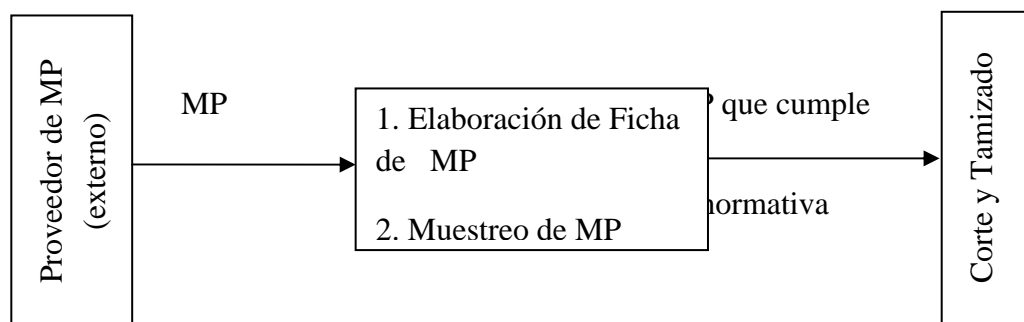 Proveedor de MP
(externo)
MP
1. Elaboración de Ficha
de MP
2. Muestreo de MP
que cumple
normativa
Corte y Tamizado